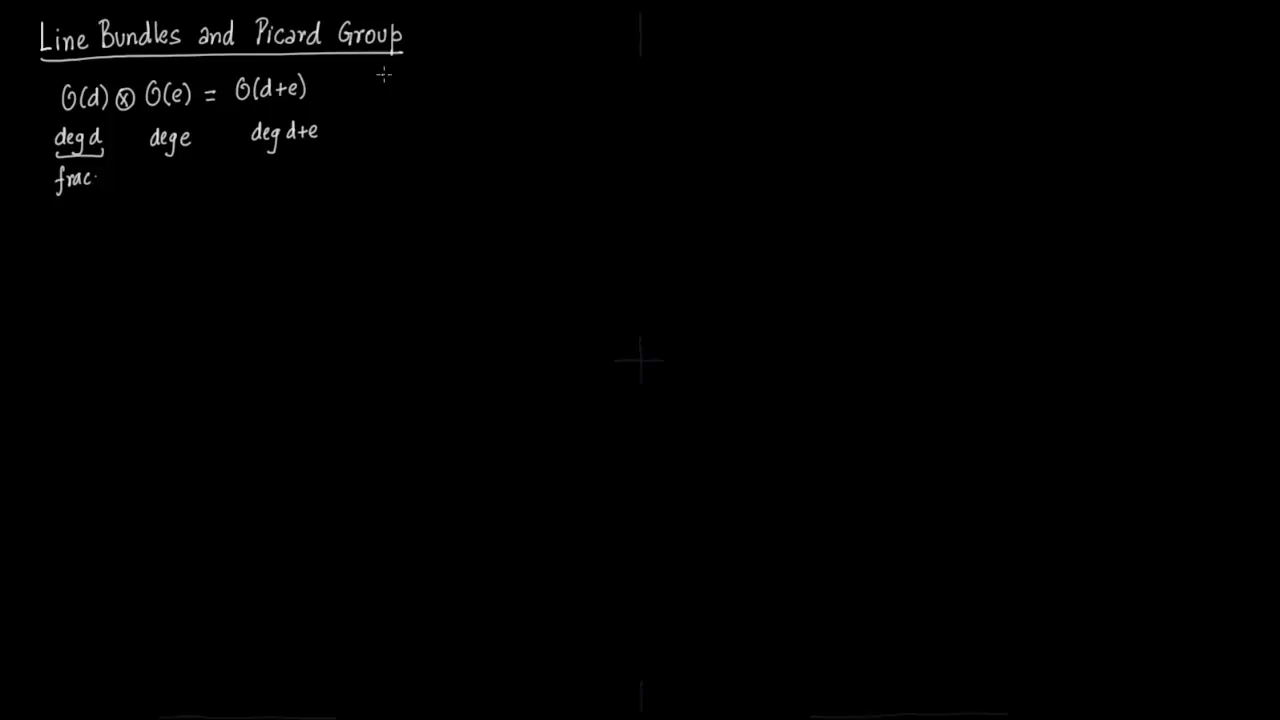 Line Bundles and Picard Group
O(d) ⊗ O(e) = O(d+e)
deg d deg e deg d+e
frac.